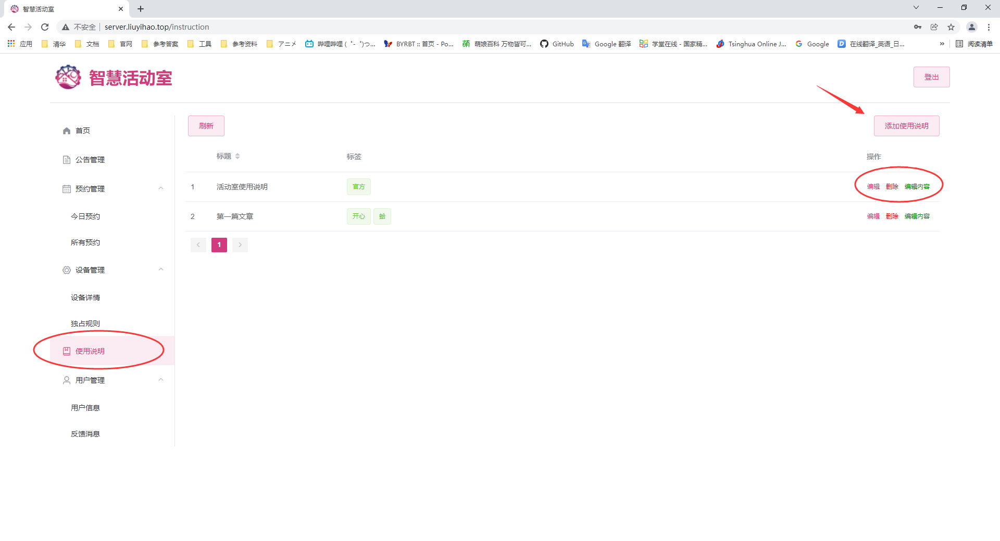 智慧活动室
不安全 server.liuyihao.top/instruction
应用 清华 文档 官网 参考答案 工具 参考资料 アニメ 哔哩哔哩 ( ゜- ゜)つ... BYRBT :: 首页 - Po... 萌娘百科 万物皆可... GitHub Google 翻译 学堂在线 - 国家精... Tsinghua Online J... Google 在线翻译_英语_日... » 阅读清单
智慧活动室
登出
首页
公告管理
预约管理
今日预约
所有预约
设备管理
设备详情
独占规则
使用说明
用户管理
用户信息
反馈消息
刷新 添加使用说明
标题 标签 操作
1 活动室使用说明 官方 编辑 删除 编辑内容
2 第一篇文章 开心 蛤 编辑 删除 编辑内容
1